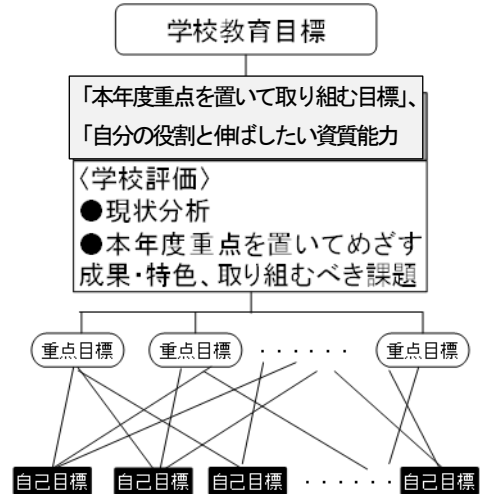 学校教育目標
「本年度重点を置いて取り組む目標」、
「自分の役割と伸ばしたい資質能力
〈学校評価〉
●現状分析
●本年度重点を置いてめざす
成果・特色、取り組むべき課題
重点目標 重点目標 ・・・・・・ 重点目標
自己目標 自己目標 自己目標 ・・・・・・ 自己目標